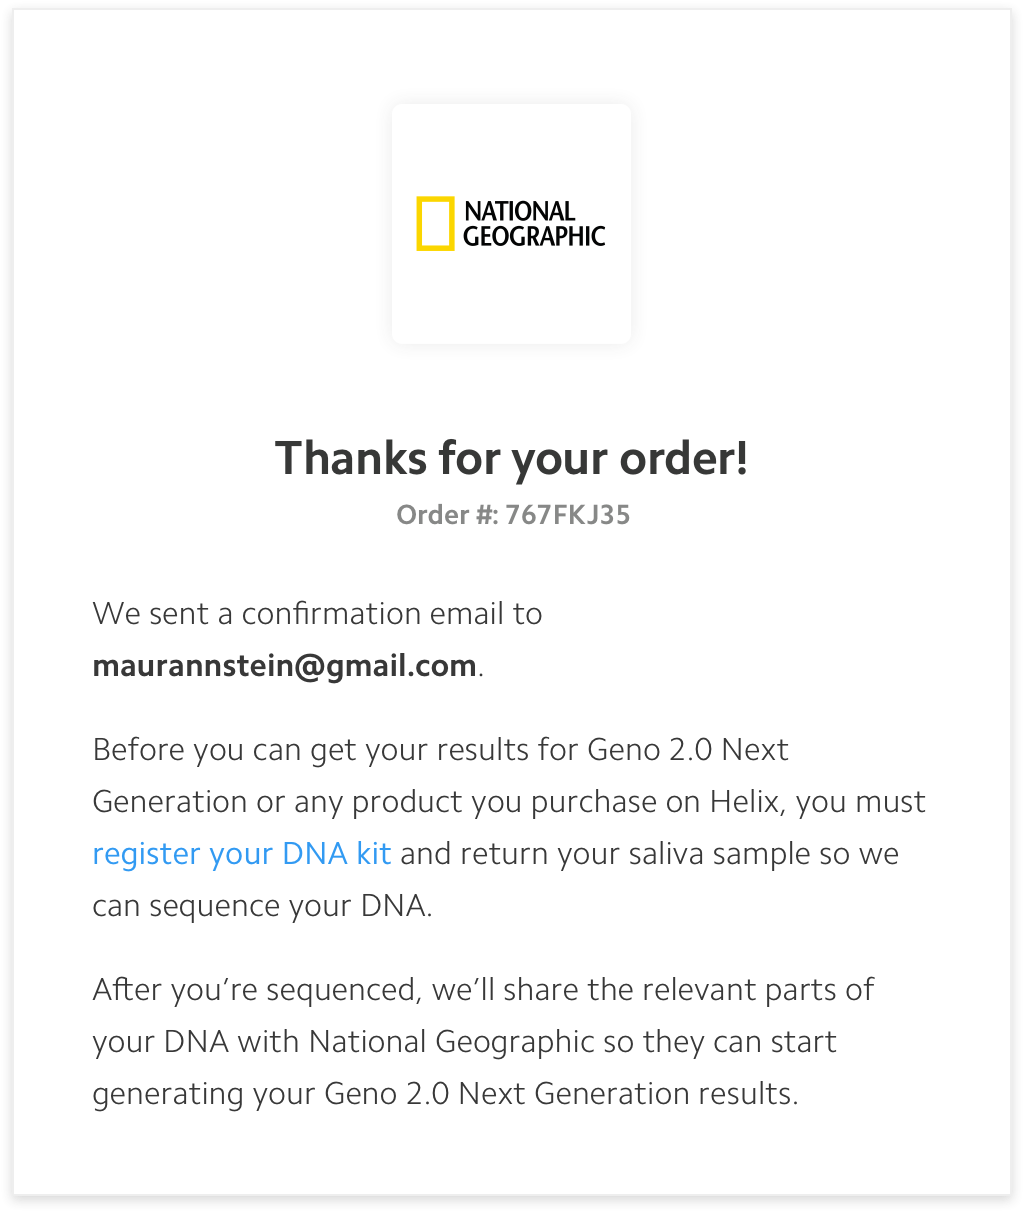 NATIONAL
GEOGRAPHIC
Thanks for your order!
Order #: 767FKJ35
We sent a confirmation email to
maurannstein@gmail.com.
Before you can get your results for Geno 2.0 Next
Generation or any product you purchase on Helix, you must
register your DNA kit and return your saliva sample so we
can sequence your DNA.
After you’re sequenced, we’ll share the relevant parts of
your DNA with National Geographic so they can start
generating your Geno 2.0 Next Generation results.